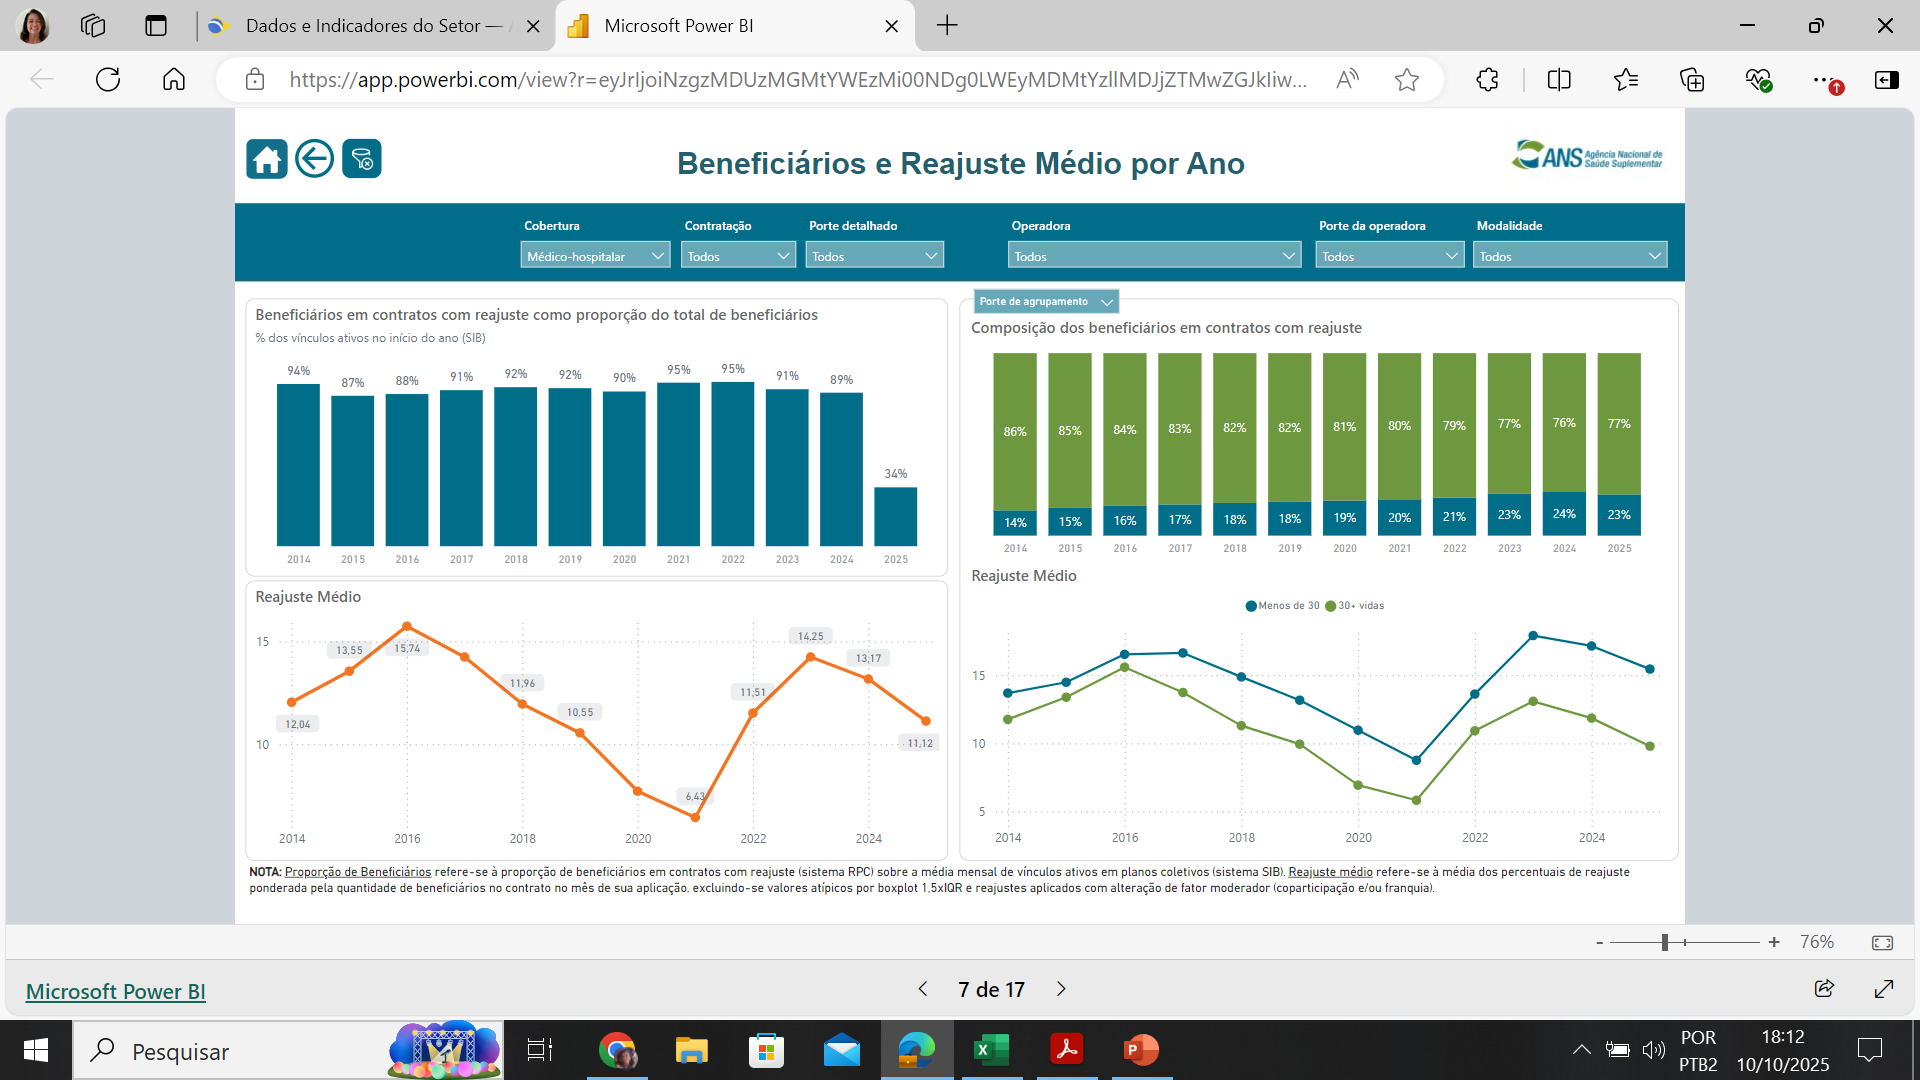 Dados e Indicadores do Setor —
Microsoft Power BI
https://app.powerbi.com/view?r=eyJrIjoiNzgzMDUzMGMtYWEzMi00NDg0LWEyMDMtYzllMDJjZTMwZGJkIiw...
Beneficiários e Reajuste Médio por Ano
ANS Agência Nacional de
Saúde Suplementar
Cobertura Contratação Porte detalhado Operadora Porte da operadora Modalidade
Médico-hospitalar Todos Todos Todos Todos Todos
Beneficiários em contratos com reajuste como proporção do total de beneficiários
% dos vínculos ativos no início do ano (SIB)
94% 87% 88% 91% 92% 92% 90% 95% 95% 91% 89% 34%
2014 2015 2016 2017 2018 2019 2020 2021 2022 2023 2024 2025
Porte de agrupamento
Composição dos beneficiários em contratos com reajuste
86% 85% 84% 83% 82% 82% 81% 80% 79% 77% 76% 77%
14% 15% 16% 17% 18% 18% 19% 20% 21% 23% 24% 23%
2014 2015 2016 2017 2018 2019 2020 2021 2022 2023 2024 2025
Reajuste Médio
15
10
12,04 13,55 15,74 11,96 10,55 6,43 11,51 14,25 13,17 11,12
2014 2016 2018 2020 2022 2024
Reajuste Médio
Menos de 30 30+ vidas
15
10
5
2014 2016 2018 2020 2022 2024
NOTA: Proporção de Beneficiários refere-se à proporção de beneficiários em contratos com reajuste (sistema RPC) sobre a média mensal de vínculos ativos em planos coletivos (sistema SIB). Reajuste médio refere-se à média dos percentuais de reajuste
ponderada pela quantidade de beneficiários no contrato no mês de sua aplicação, excluindo-se valores atípicos por boxplot 1,5xIQR e reajustes aplicados com alteração de fator moderador (coparticipação e/ou franquia).
- + 76%
Microsoft Power BI
7 de 17
Pesquisar
POR
PTB2
18:12
10/10/2025